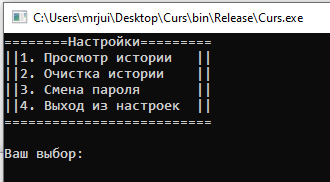 C:\Users\mrjui\Desktop\Curs\bin\Release\Curs.exe
========Настройки=========
||1. Просмотр истории   ||
||2. Очистка истории    ||
||3. Смена пароля       ||
||4. Выход из настроек  ||
==========================
Ваш выбор: